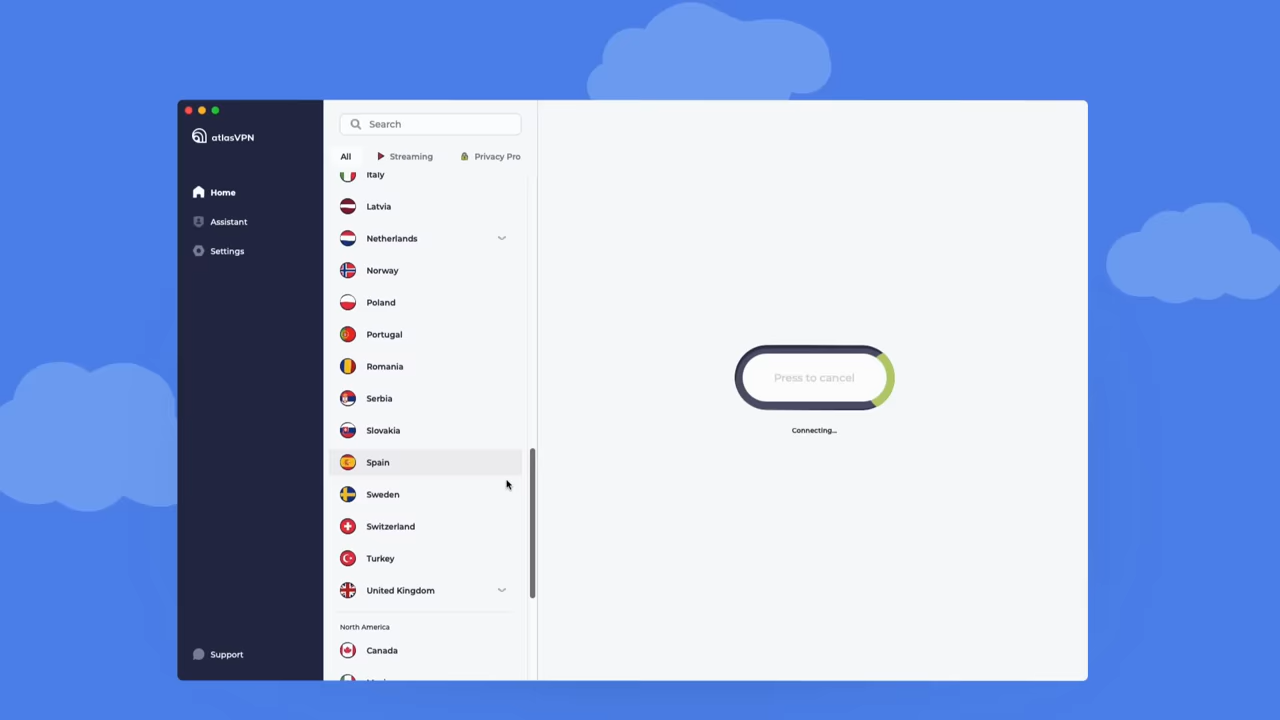 atlasVPN
Home
Assistant
Settings
Support
Search
All
Streaming
Privacy Pro
Italy
Latvia
Netherlands
Norway
Poland
Portugal
Romania
Serbia
Slovakia
Spain
Sweden
Switzerland
Turkey
United Kingdom
North America
Canada
Press to cancel
Connecting...